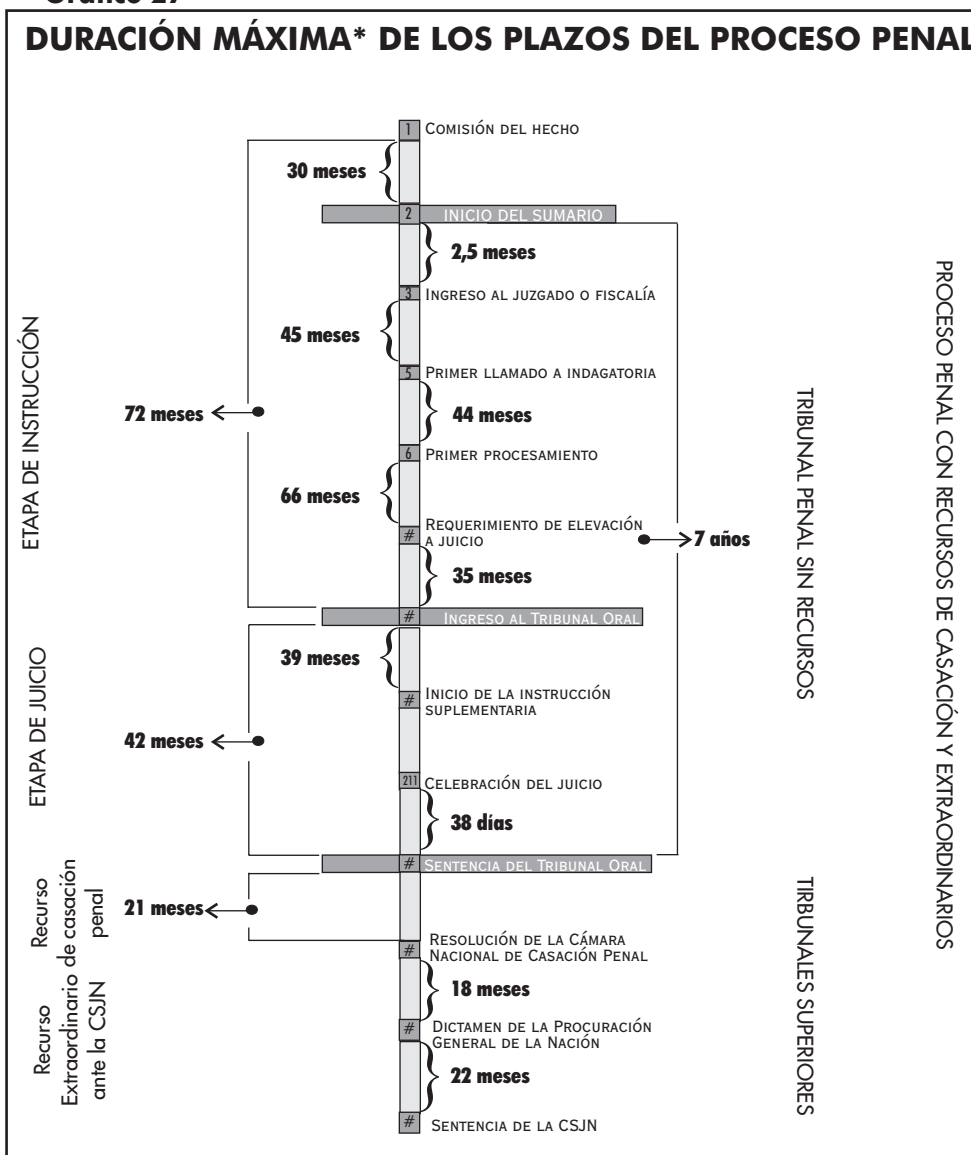 DURACIÓN MÁXIMA* DE LOS PLAZOS DEL PROCESO PENAL
1 COMISIÓN DEL HECHO
30 meses
2 INICIO DEL SUMARIO
2,5 meses
3 INGRESO AL JUZGADO O FISCALÍA
45 meses
5 PRIMER LLAMADO A INDAGATORIA
72 meses
44 meses
6 PRIMER PROCESAMIENTO
66 meses
REQUERIMIENTO DE ELEVACIÓN
# A JUICIO
7 años
35 meses
# INGRESO AL TRIBUNAL ORAL
39 meses
# INICIO DE LA INSTRUCCIÓN
SUPLEMENTARIA
42 meses
211 CELEBRACIÓN DEL JUICIO
38 días
# SENTENCIA DEL TRIBUNAL ORAL
21 meses
# RESOLUCIÓN DE LA CÁMARA
NACIONAL DE CASACIÓN PENAL
18 meses
# DICTAMEN DE LA PROCURACIÓN
GENERAL DE LA NACIÓN
22 meses
# SENTENCIA DE LA CSJN
ETAPA DE INSTRUCCIÓN
ETAPA DE JUICIO
Recurso
Extraordinario de casación
penal
Recurso
ante la CSJN
TRIBUNAL PENAL SIN RECURSOS
TIRBUNALES SUPERIORES
PROCESO PENAL CON RECURSOS DE CASACIÓN Y EXTRAORDINARIOS